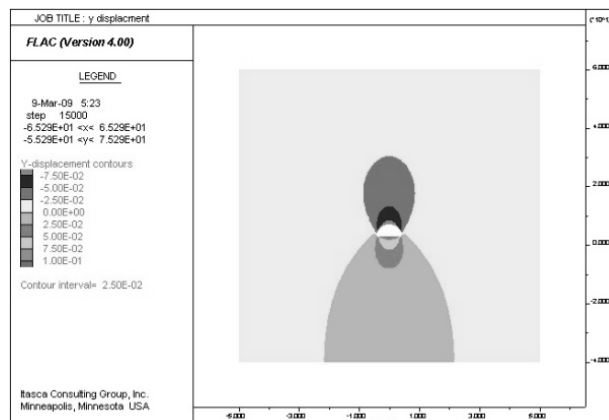 JOB TITLE : y displacment
(*10^1)
FLAC (Version 4.00)
LEGEND
9-Mar-09 5:23
step 15000
-6.529E+01 <x< 6.529E+01
-5.529E+01 <y< 7.529E+01
Y-displacement contours
-7.50E-02
-5.00E-02
-2.50E-02
0.00E+00
2.50E-02
5.00E-02
7.50E-02
1.00E-01
Contour interval= 2.50E-02
Itasca Consulting Group, Inc.
Minneapolis, Minnesota USA
6.000
4.000
2.000
0.000
-2.000
-4.000
-5.000
-3.000
-1.000
1.000
3.000
5.000